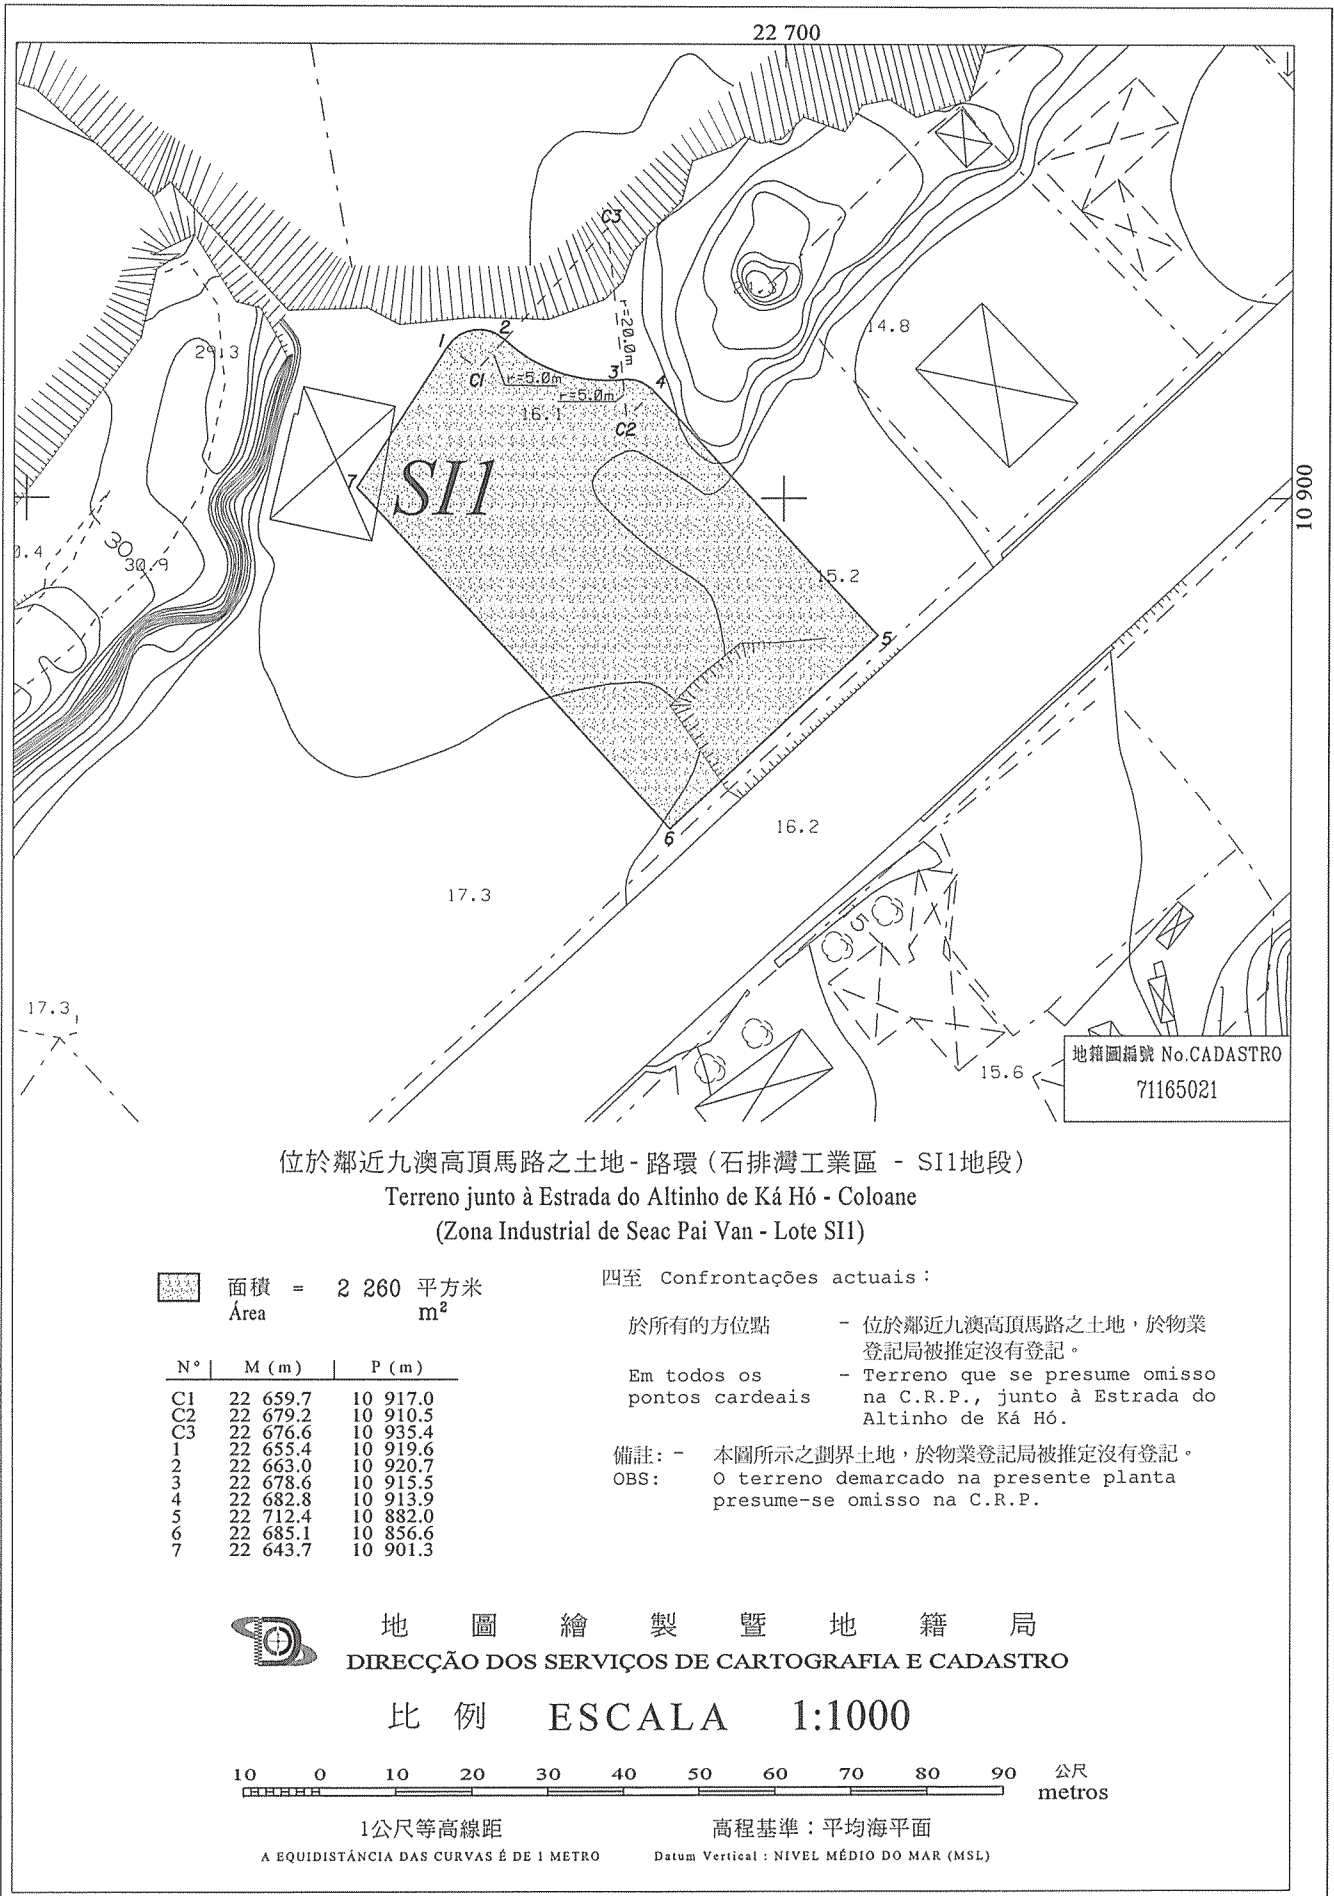 22 700
C3
r=20.0m
1
2
C1
r=5.0m
3
4
r=5.0m
16.1
C2
14.8
29.3
7
SI1
10 900
30
30.9
15.2
5
6
16.2
17.3
5
17.3
15.6
地籍圖編號 No.CADASTRO
71165021
位於鄰近九澳高頂馬路之土地 - 路環 (石排灣工業區 - SI1地段)
Terreno junto à Estrada do Altinho de Ká Hó - Coloane
(Zona Industrial de Seac Pai Van - Lote SI1)
面積 = 2 260 平方米
Área m²
N° M (m) P (m)
C1 22 659.7 10 917.0
C2 22 679.2 10 910.5
C3 22 676.6 10 935.4
1 22 655.4 10 919.6
2 22 663.0 10 920.7
3 22 678.6 10 915.5
4 22 682.8 10 913.9
5 22 712.4 10 882.0
6 22 685.1 10 856.6
7 22 643.7 10 901.3
四至 Confrontações actuais :
於所有的方位點 - 位於鄰近九澳高頂馬路之土地，於物業
登記局被推定沒有登記。
Em todos os - Terreno que se presume omisso
pontos cardeais na C.R.P., junto à Estrada do
Altinho de Ká Hó.
備註: - 本圖所示之劃界土地，於物業登記局被推定沒有登記。
OBS: O terreno demarcado na presente planta
presume-se omisso na C.R.P.
地 圖 繪 製 暨 地 籍 局
DIRECÇÃO DOS SERVIÇOS DE CARTOGRAFIA E CADASTRO
比 例 ESCALA 1:1000
10 0 10 20 30 40 50 60 70 80 90 公尺
metros
1公尺等高線距 高程基準：平均海平面
A EQUIDISTÂNCIA DAS CURVAS É DE 1 METRO Datum Vertical : NIVEL MÉDIO DO MAR (MSL)